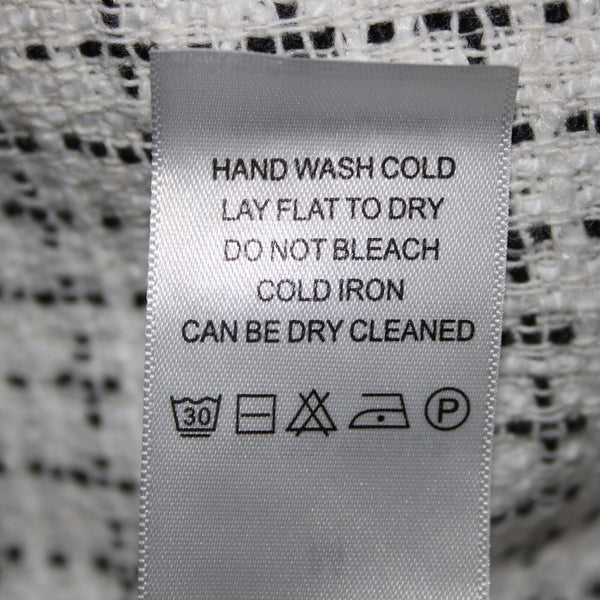 HAND WASH COLD
LAY FLAT TO DRY
DO NOT BLEACH
COLD IRON
CAN BE DRY CLEANED
30 P